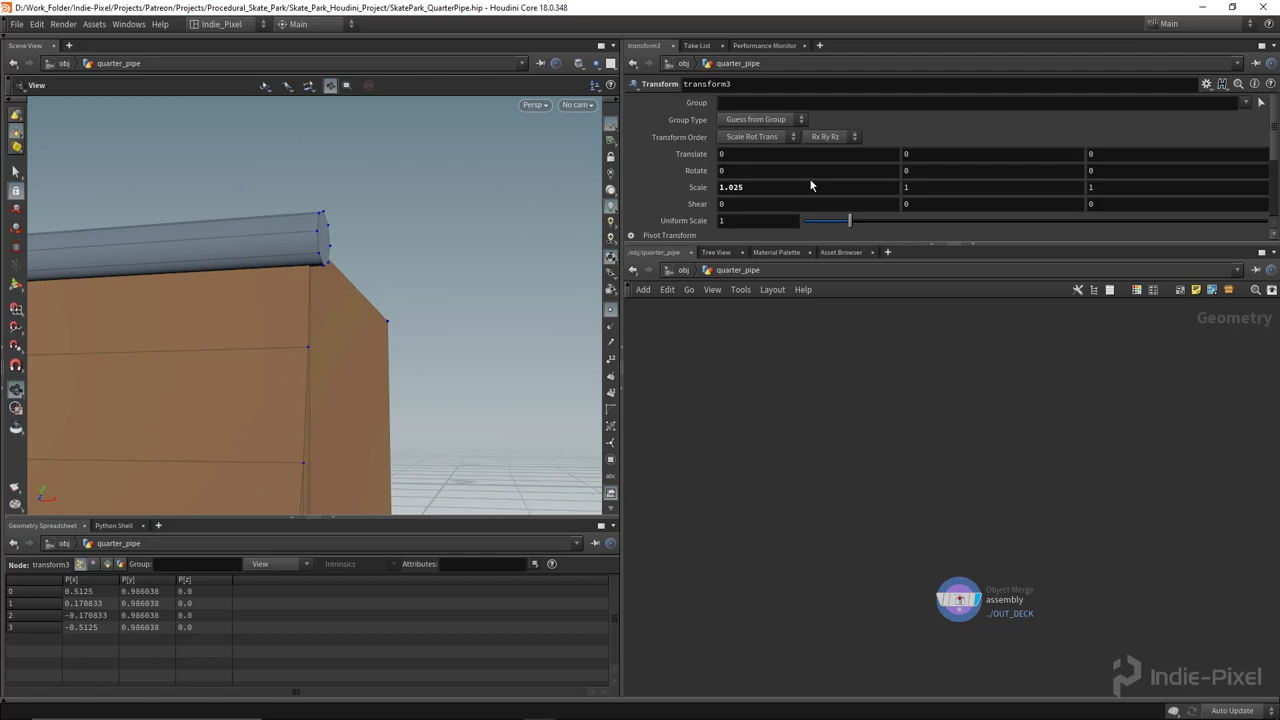 D:\Work_Folder/Indie-Pixel/Projects/Patreon/Projects/Procedural_Skate_Park/Skate_Park_Houdini_Project/SkatePark_QuarterPipe.hip - Houdini Core 18.0.348
File Edit Render Assets Windows Help Indie_Pixel Main Main
Scene View
transform3 Take List Performance Monitor
obj quarter_pipe
obj quarter_pipe
View
Transform transform3
Persp No cam
Group
Group Type Guess from Group
Transform Order Scale Rot Trans Rx Ry Rz
Translate 0 0 0
Rotate 0 0 0
Scale 1.025 1 1
Shear 0 0 0
Uniform Scale 1
Pivot Transform
/obj/quarter_pipe Tree View Material Palette Asset Browser
obj quarter_pipe
Add Edit Go View Tools Layout Help
Geometry
Object Merge
assembly
../OUT_DECK
Geometry Spreadsheet Python Shell
obj quarter_pipe
Node: transform3 Group: View Intrinsics Attributes:
P[x] P[y] P[z]
0 0.5125 0.986038 0.0
1 0.170833 0.986038 0.0
2 -0.170833 0.986038 0.0
3 -0.5125 0.986038 0.0
Indie-Pixel
Auto Update